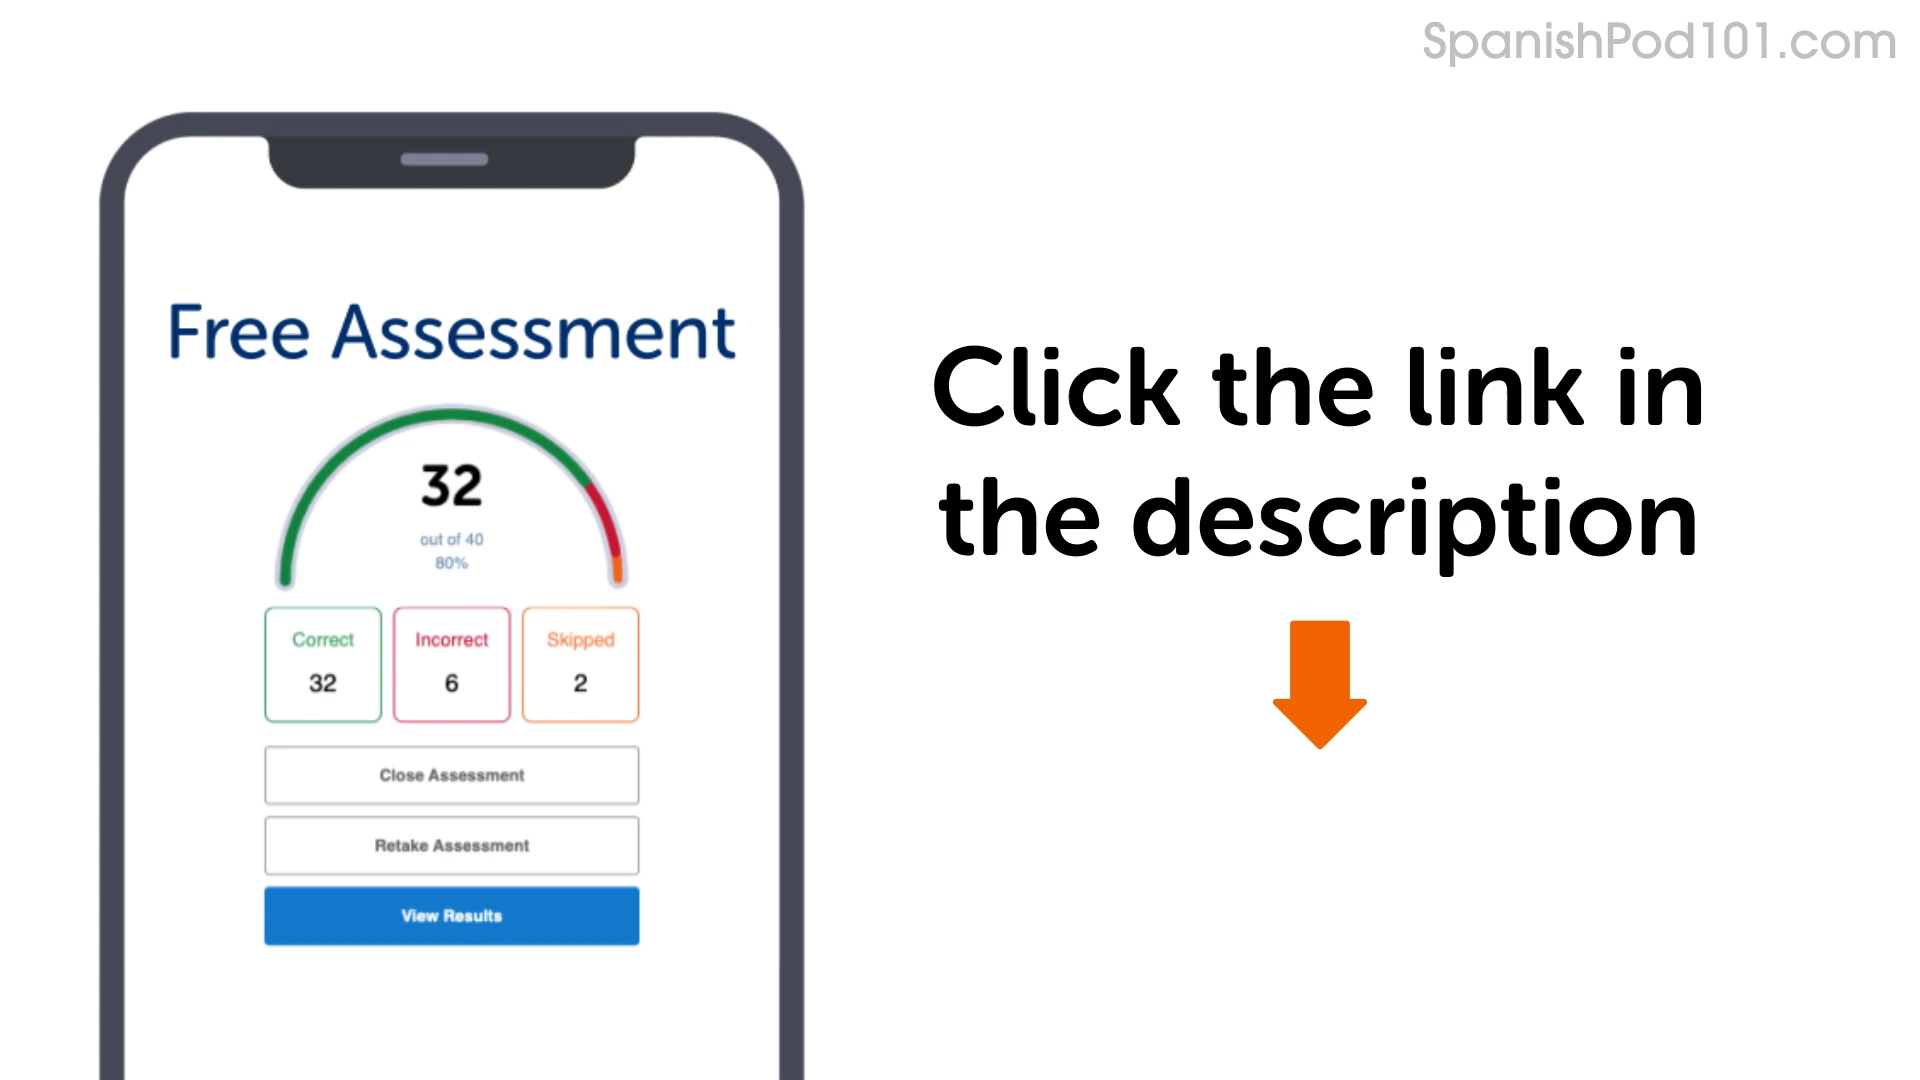 SpanishPod101.com
Free Assessment
32
out of 40
80%
Correct
32
Incorrect
6
Skipped
2
Close Assessment
Retake Assessment
View Results
Click the link in
the description